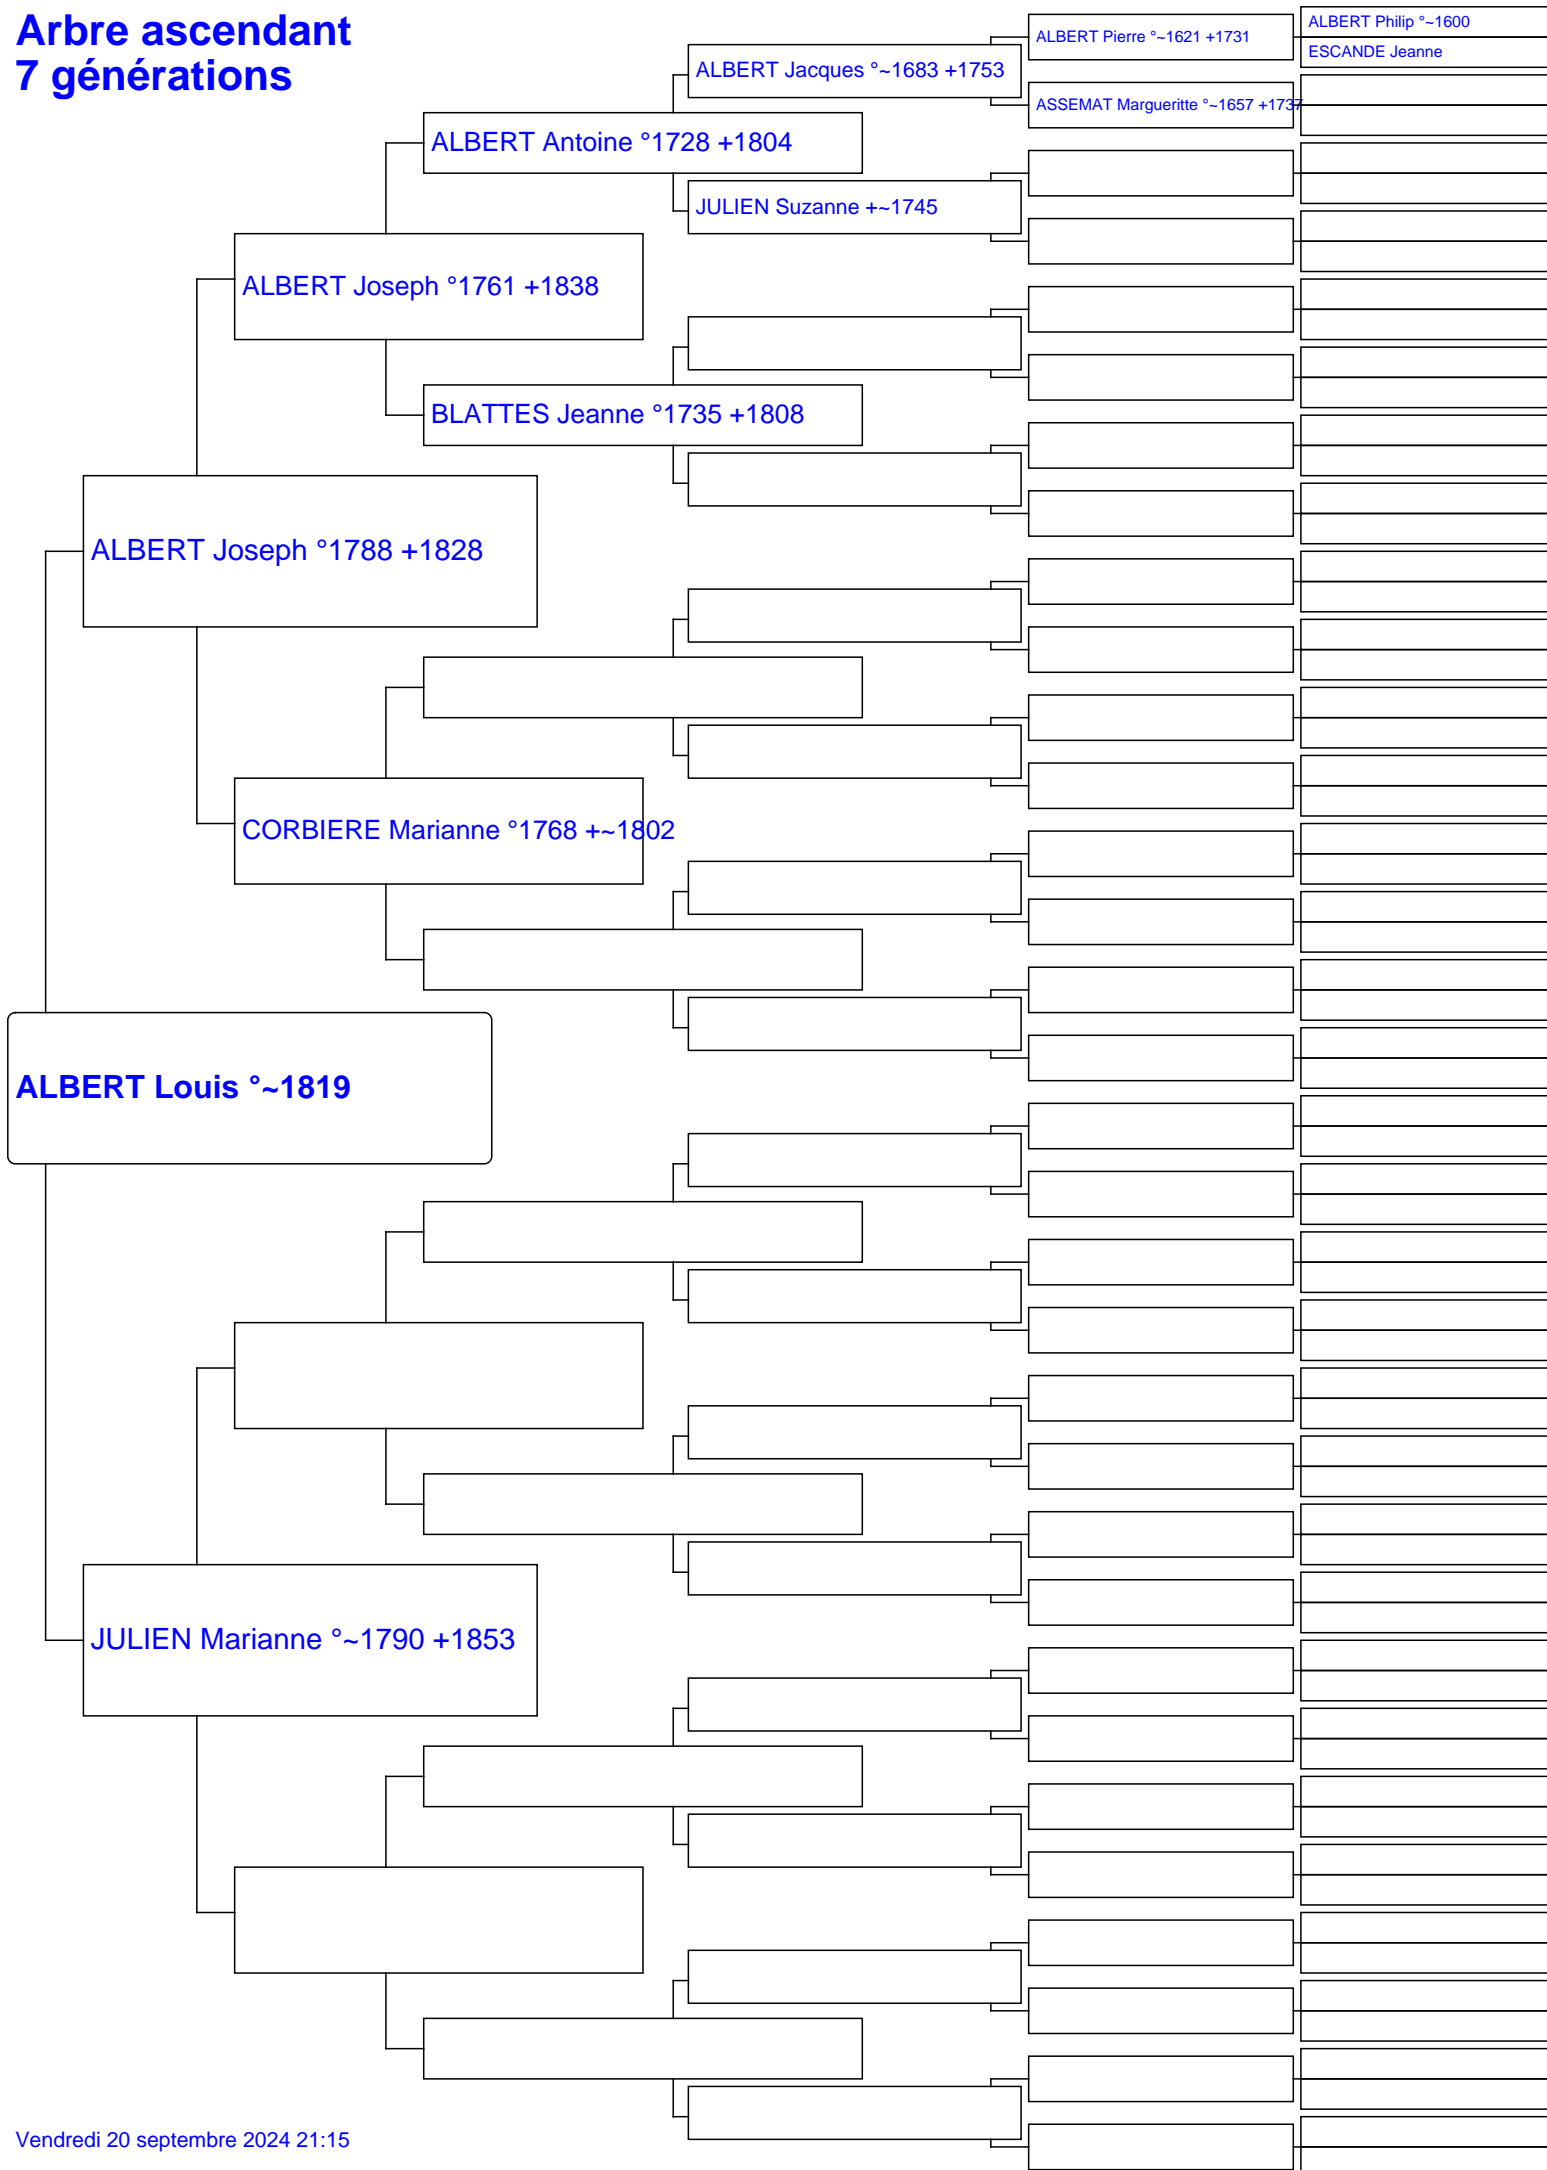 Arbre ascendant
7 générations
ALBERT Philip °~1600
ALBERT Pierre °~1621 +1731
ESCANDE Jeanne
ALBERT Jacques °~1683 +1753
ASSEMAT Margueritte °~1657 +1737
ALBERT Antoine °1728 +1804
JULIEN Suzanne +~1745
ALBERT Joseph °1761 +1838
BLATTES Jeanne °1735 +1808
ALBERT Joseph °1788 +1828
CORBIERE Marianne °1768 +~1802
ALBERT Louis °~1819
JULIEN Marianne °~1790 +1853
Vendredi 20 septembre 2024 21:15